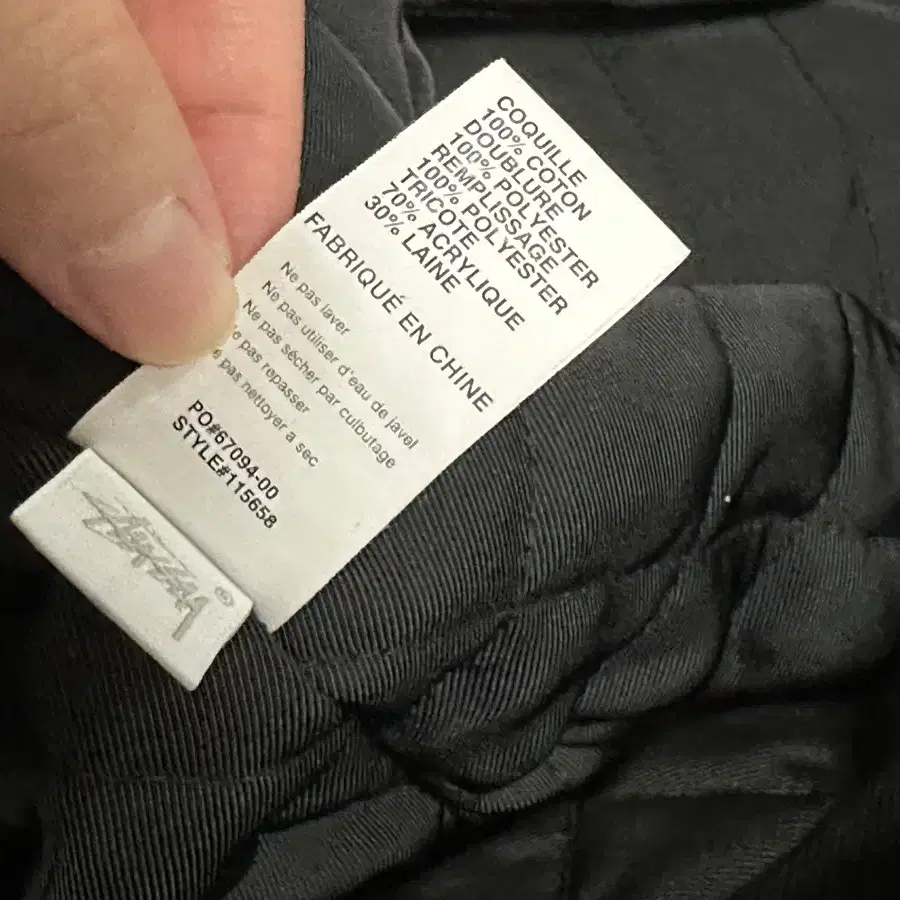 COQUILLE
100% COTON
DOUBLURE
100% POLYESTER
REMPLISSAGE
100% POLYESTER
TRICOTE
70% ACRYLIQUE
30% LAINE
FABRIQUÉ EN CHINE
Ne pas laver
Ne pas utiliser d'eau de javel
Ne pas sécher par culbutage
e pas repasser
e pas nettoyer à sec
PO#67094-00
STYLE#115658
Stüssy®